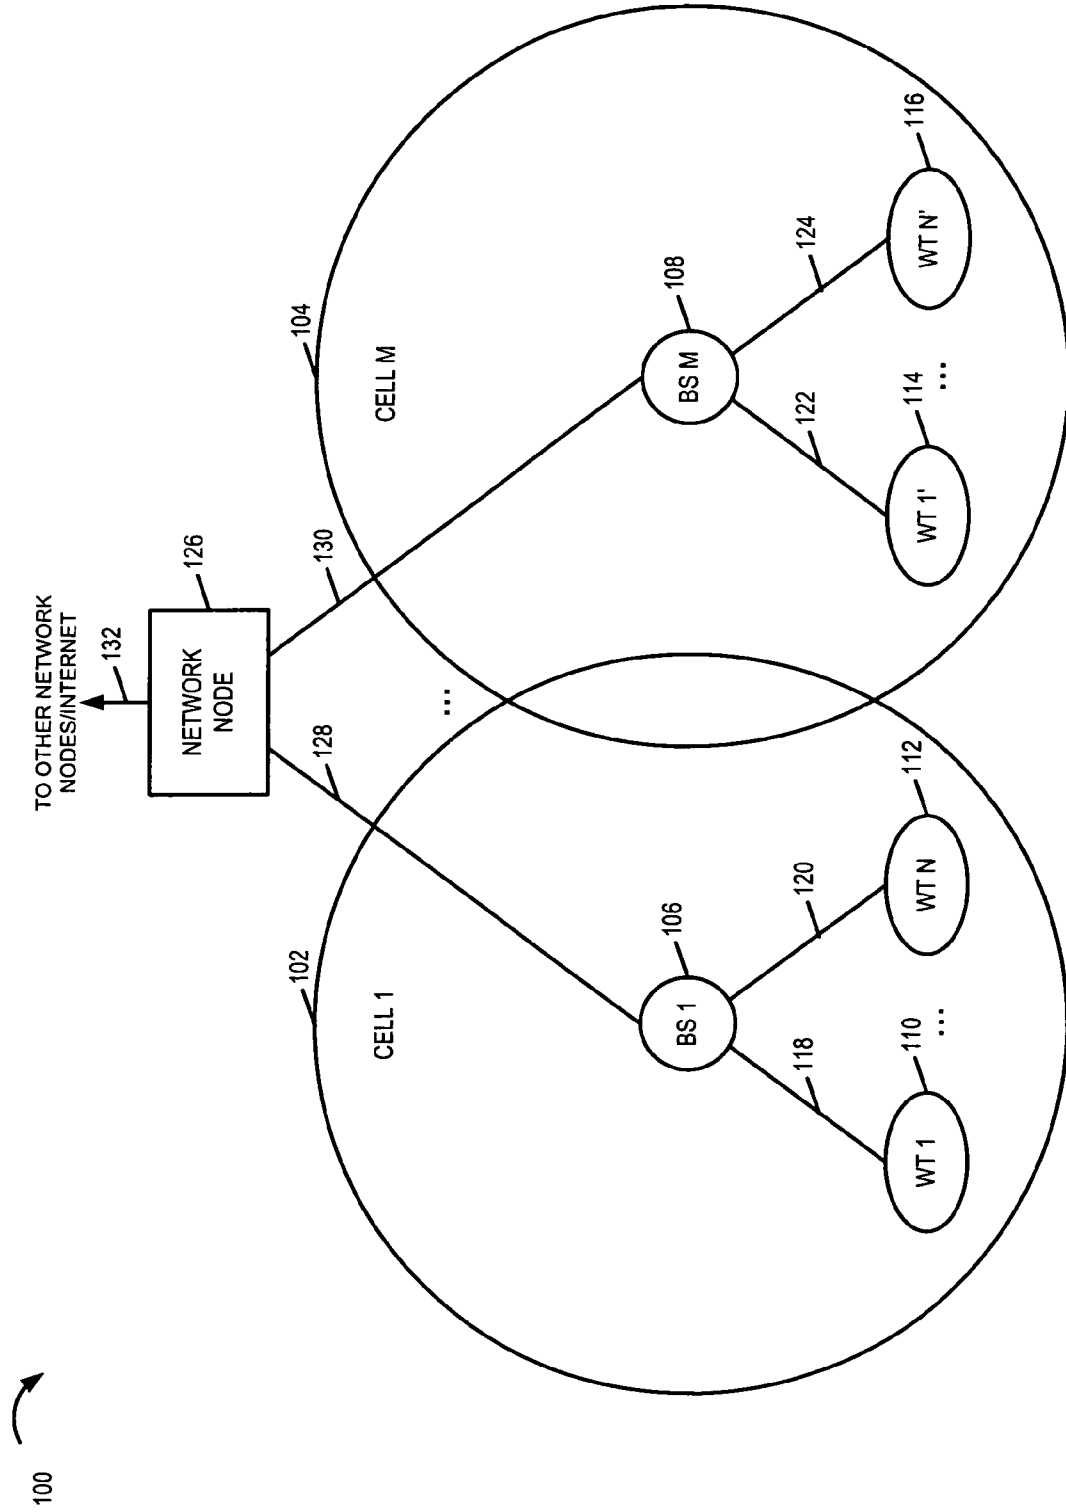 100
TO OTHER NETWORK
NODES/INTERNET
132
NETWORK
NODE
126
128
...
130
102
CELL 1
104
CELL M
BS 1
106
BS M
108
118
120
122
124
WT 1
110
...
WT N
112
WT 1'
114
...
WT N'
116